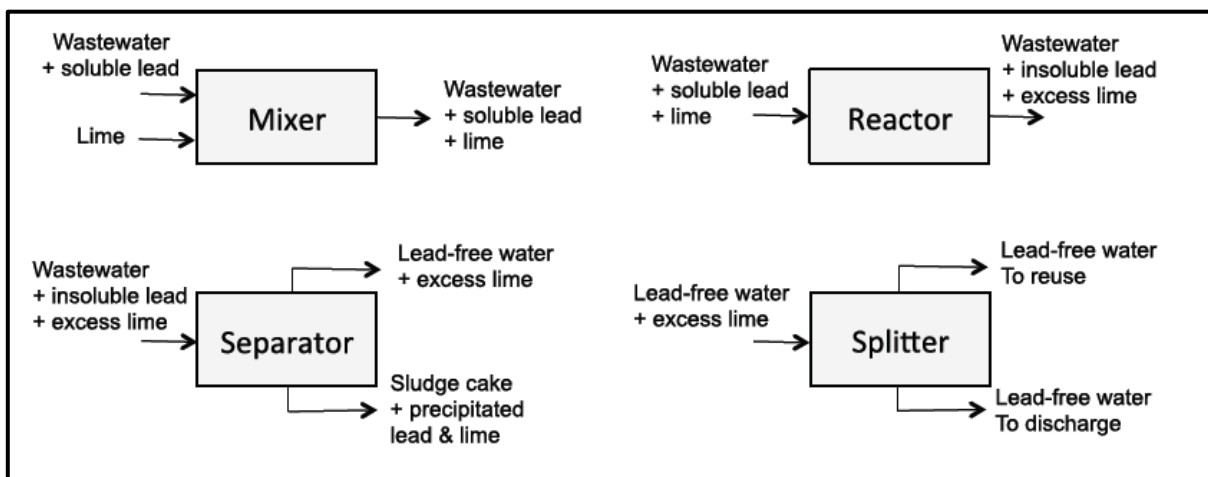 Wastewater
+ soluble lead
Lime
Mixer
Wastewater
+ soluble lead
+ lime
Wastewater
+ soluble lead
+ lime
Reactor
Wastewater
+ insoluble lead
+ excess lime
Wastewater
+ insoluble lead
+ excess lime
Separator
Lead-free water
+ excess lime
Sludge cake
+ precipitated
lead & lime
Lead-free water
+ excess lime
Splitter
Lead-free water
To reuse
Lead-free water
To discharge